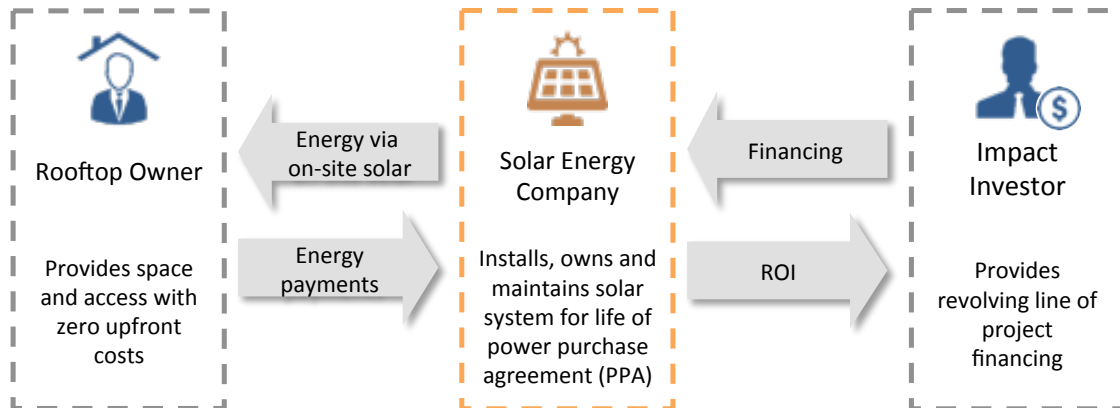 Rooftop Owner
Provides space
and access with
zero upfront
costs
Energy via
on-site solar
Energy
payments
Solar Energy
Company
Installs, owns and
maintains solar
system for life of
power purchase
agreement (PPA)
Financing
ROI
$
Impact
Investor
Provides
revolving line of
project
financing